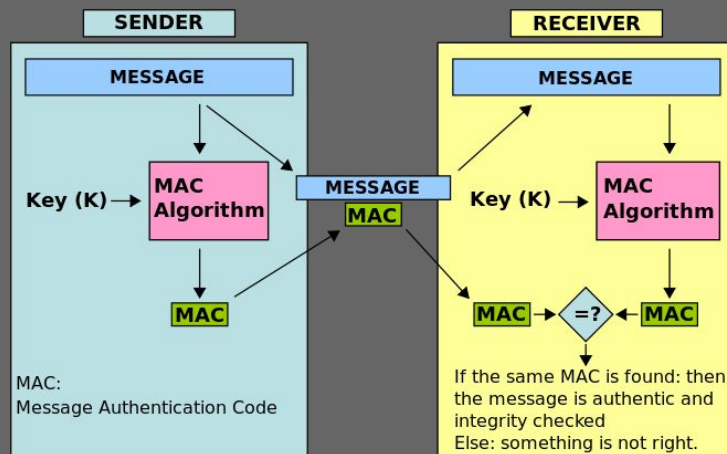 SENDER
RECEIVER
MESSAGE
MESSAGE
MESSAGE
Key (K)
MAC
Algorithm
MAC
Key (K)
MAC
Algorithm
MAC
MAC
=?
MAC
MAC:
Message Authentication Code
If the same MAC is found: then
the message is authentic and
integrity checked
Else: something is not right.